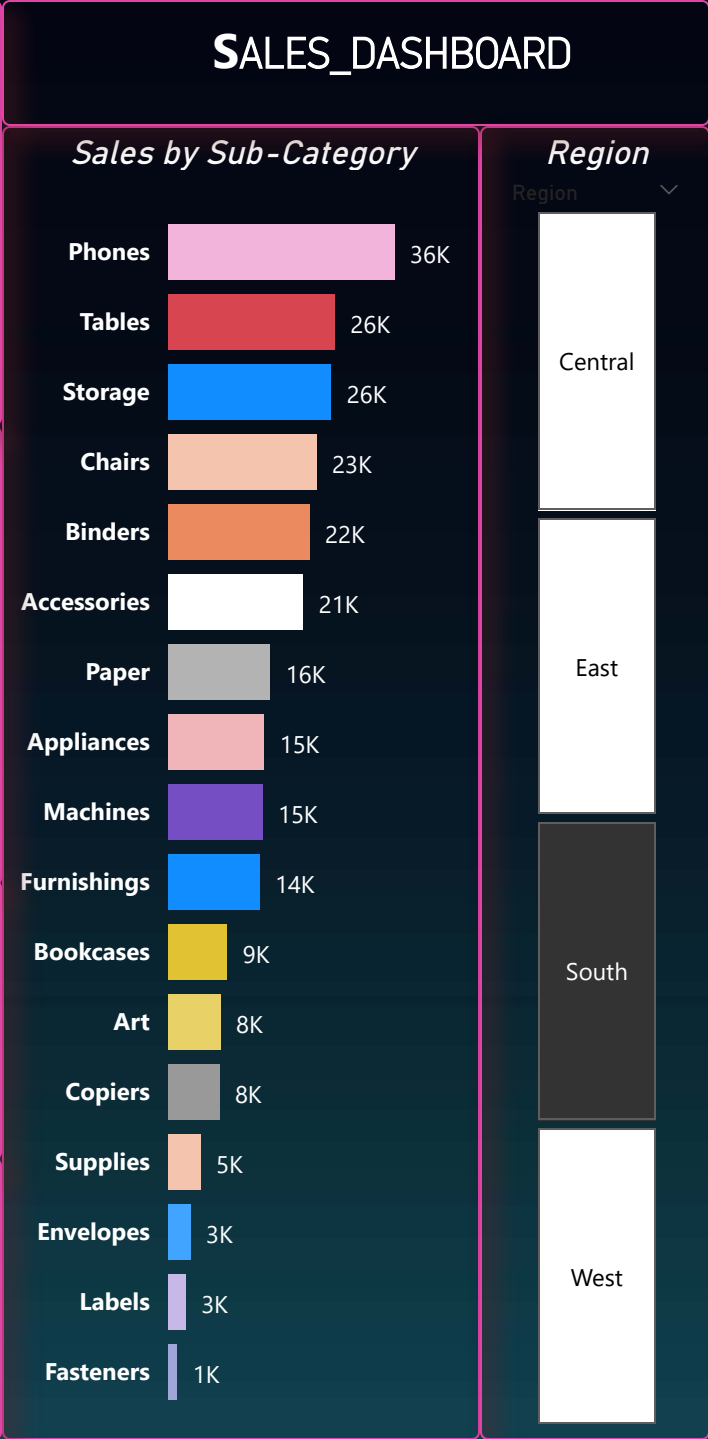 SALES_DASHBOARD
Sales by Sub-Category
Phones 36K
Tables 26K
Storage 26K
Chairs 23K
Binders 22K
Accessories 21K
Paper 16K
Appliances 15K
Machines 15K
Furnishings 14K
Bookcases 9K
Art 8K
Copiers 8K
Supplies 5K
Envelopes 3K
Labels 3K
Fasteners 1K
Region
Region
Central
East
South
West